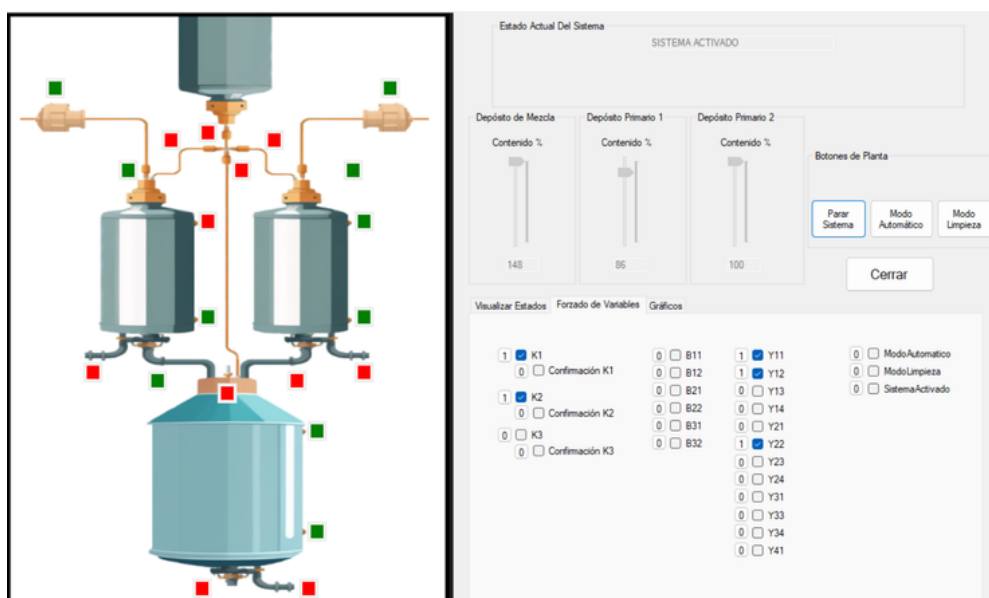 Estado Actual Del Sistema
SISTEMA ACTIVADO
Depósito de Mezcla
Contenido %
148
Depósito Primario 1
Contenido %
86
Depósito Primario 2
Contenido %
100
Botones de Planta
Parar
Sistema
Modo
Automático
Modo
Limpieza
Cerrar
Visualizar Estados Forzado de Variables Gráficos
1 K1
0 Confirmación K1
1 K2
0 Confirmación K2
0 K3
0 Confirmación K3
0 B11
0 B12
0 B21
0 B22
0 B31
0 B32
1 Y11
1 Y12
0 Y13
0 Y14
0 Y21
1 Y22
0 Y23
0 Y24
0 Y31
0 Y33
0 Y34
0 Y41
0 ModoAutomatico
0 ModoLimpieza
0 SistemaActivado